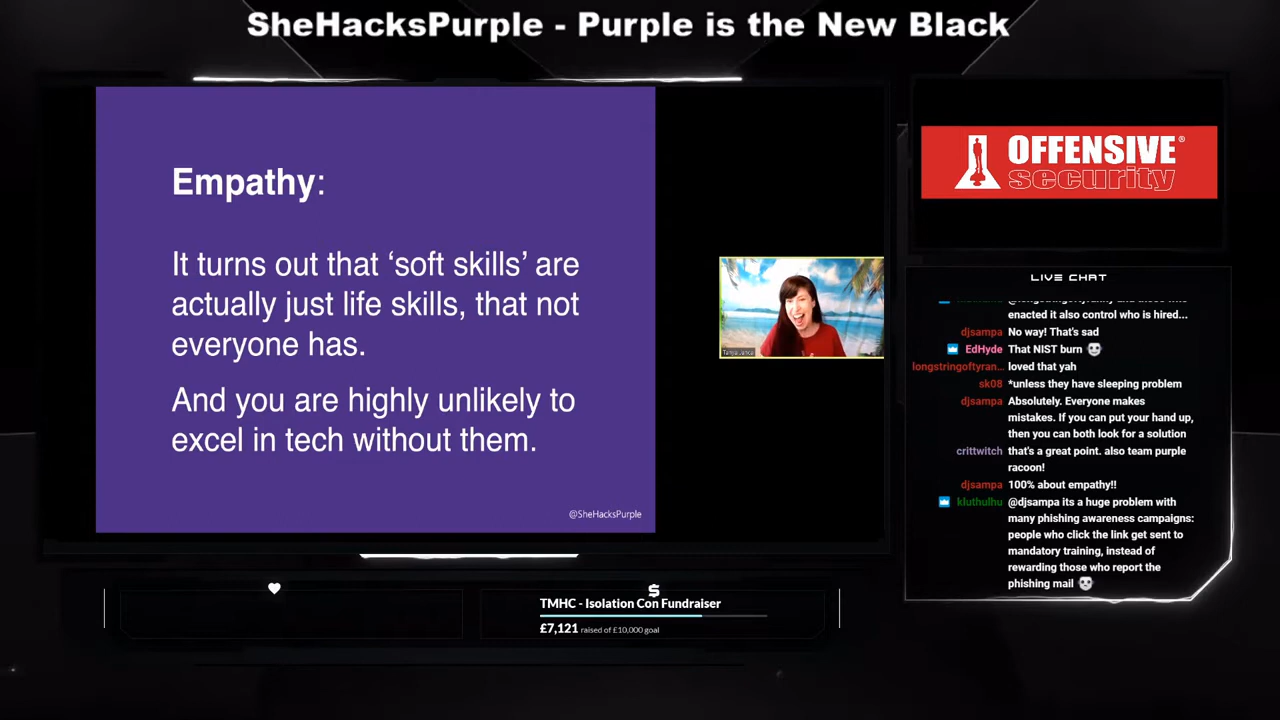 SheHacksPurple - Purple is the New Black
Empathy:
It turns out that ‘soft skills’ are
actually just life skills, that not
everyone has.
And you are highly unlikely to
excel in tech without them.
@SheHacksPurple
OFFENSIVE®
security
LIVE CHAT
enacted it also control who is hired...
djsampa No way! That's sad
EdHyde That NIST burn
longstringoftyran... loved that yah
sk08 *unless they have sleeping problem
djsampa Absolutely. Everyone makes
mistakes. If you can put your hand up,
then you can both look for a solution
crittwitch that's a great point. also team purple
racoon!
djsampa 100% about empathy!!
kluthulhu @djsampa its a huge problem with
many phishing awareness campaigns:
people who click the link get sent to
mandatory training, instead of
rewarding those who report the
phishing mail
$
TMHC - Isolation Con Fundraiser
£7,121 raised of £10,000 goal